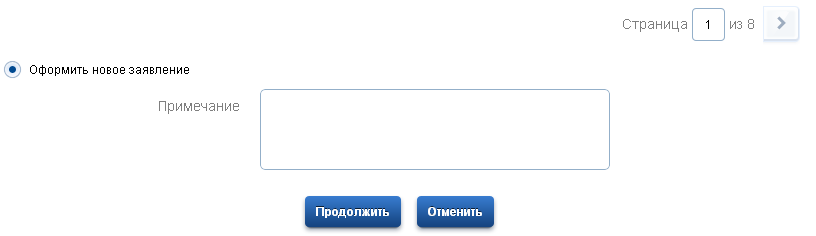 Страница 1 из 8
Оформить новое заявление
Примечание
Продолжить Отменить